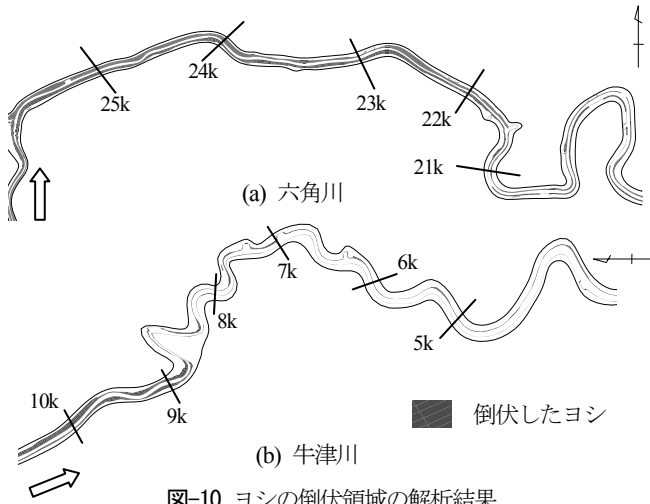 24k
25k
23k
22k
21k
(a) 六角川
7k
6k
8k
5k
10k
9k
倒伏したヨシ
(b) 牛津川
図-10 ヨシの倒伏領域の解析結果